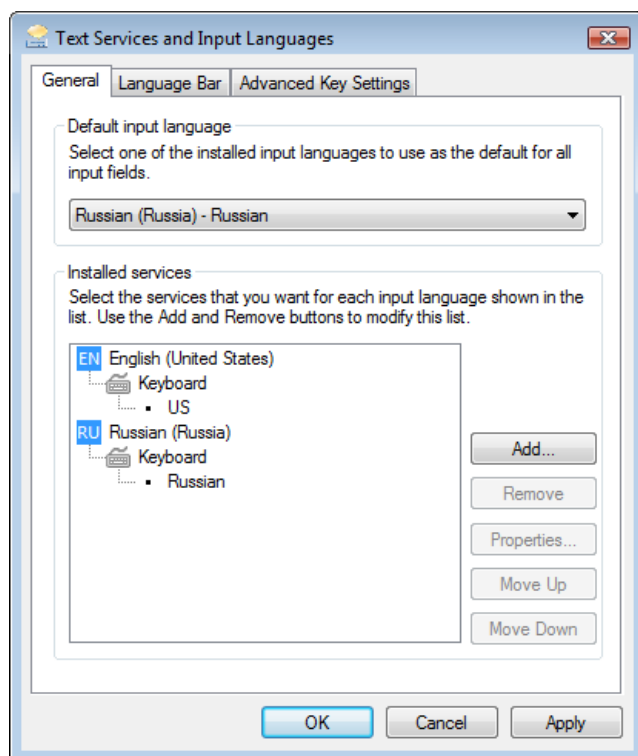 Text Services and Input Languages
General
Language Bar
Advanced Key Settings
Default input language
Select one of the installed input languages to use as the default for all
input fields.
Russian (Russia) - Russian
Installed services
Select the services that you want for each input language shown in the
list. Use the Add and Remove buttons to modify this list.
EN English (United States)
Keyboard
US
RU Russian (Russia)
Keyboard
Russian
Add...
Remove
Properties...
Move Up
Move Down
OK
Cancel
Apply